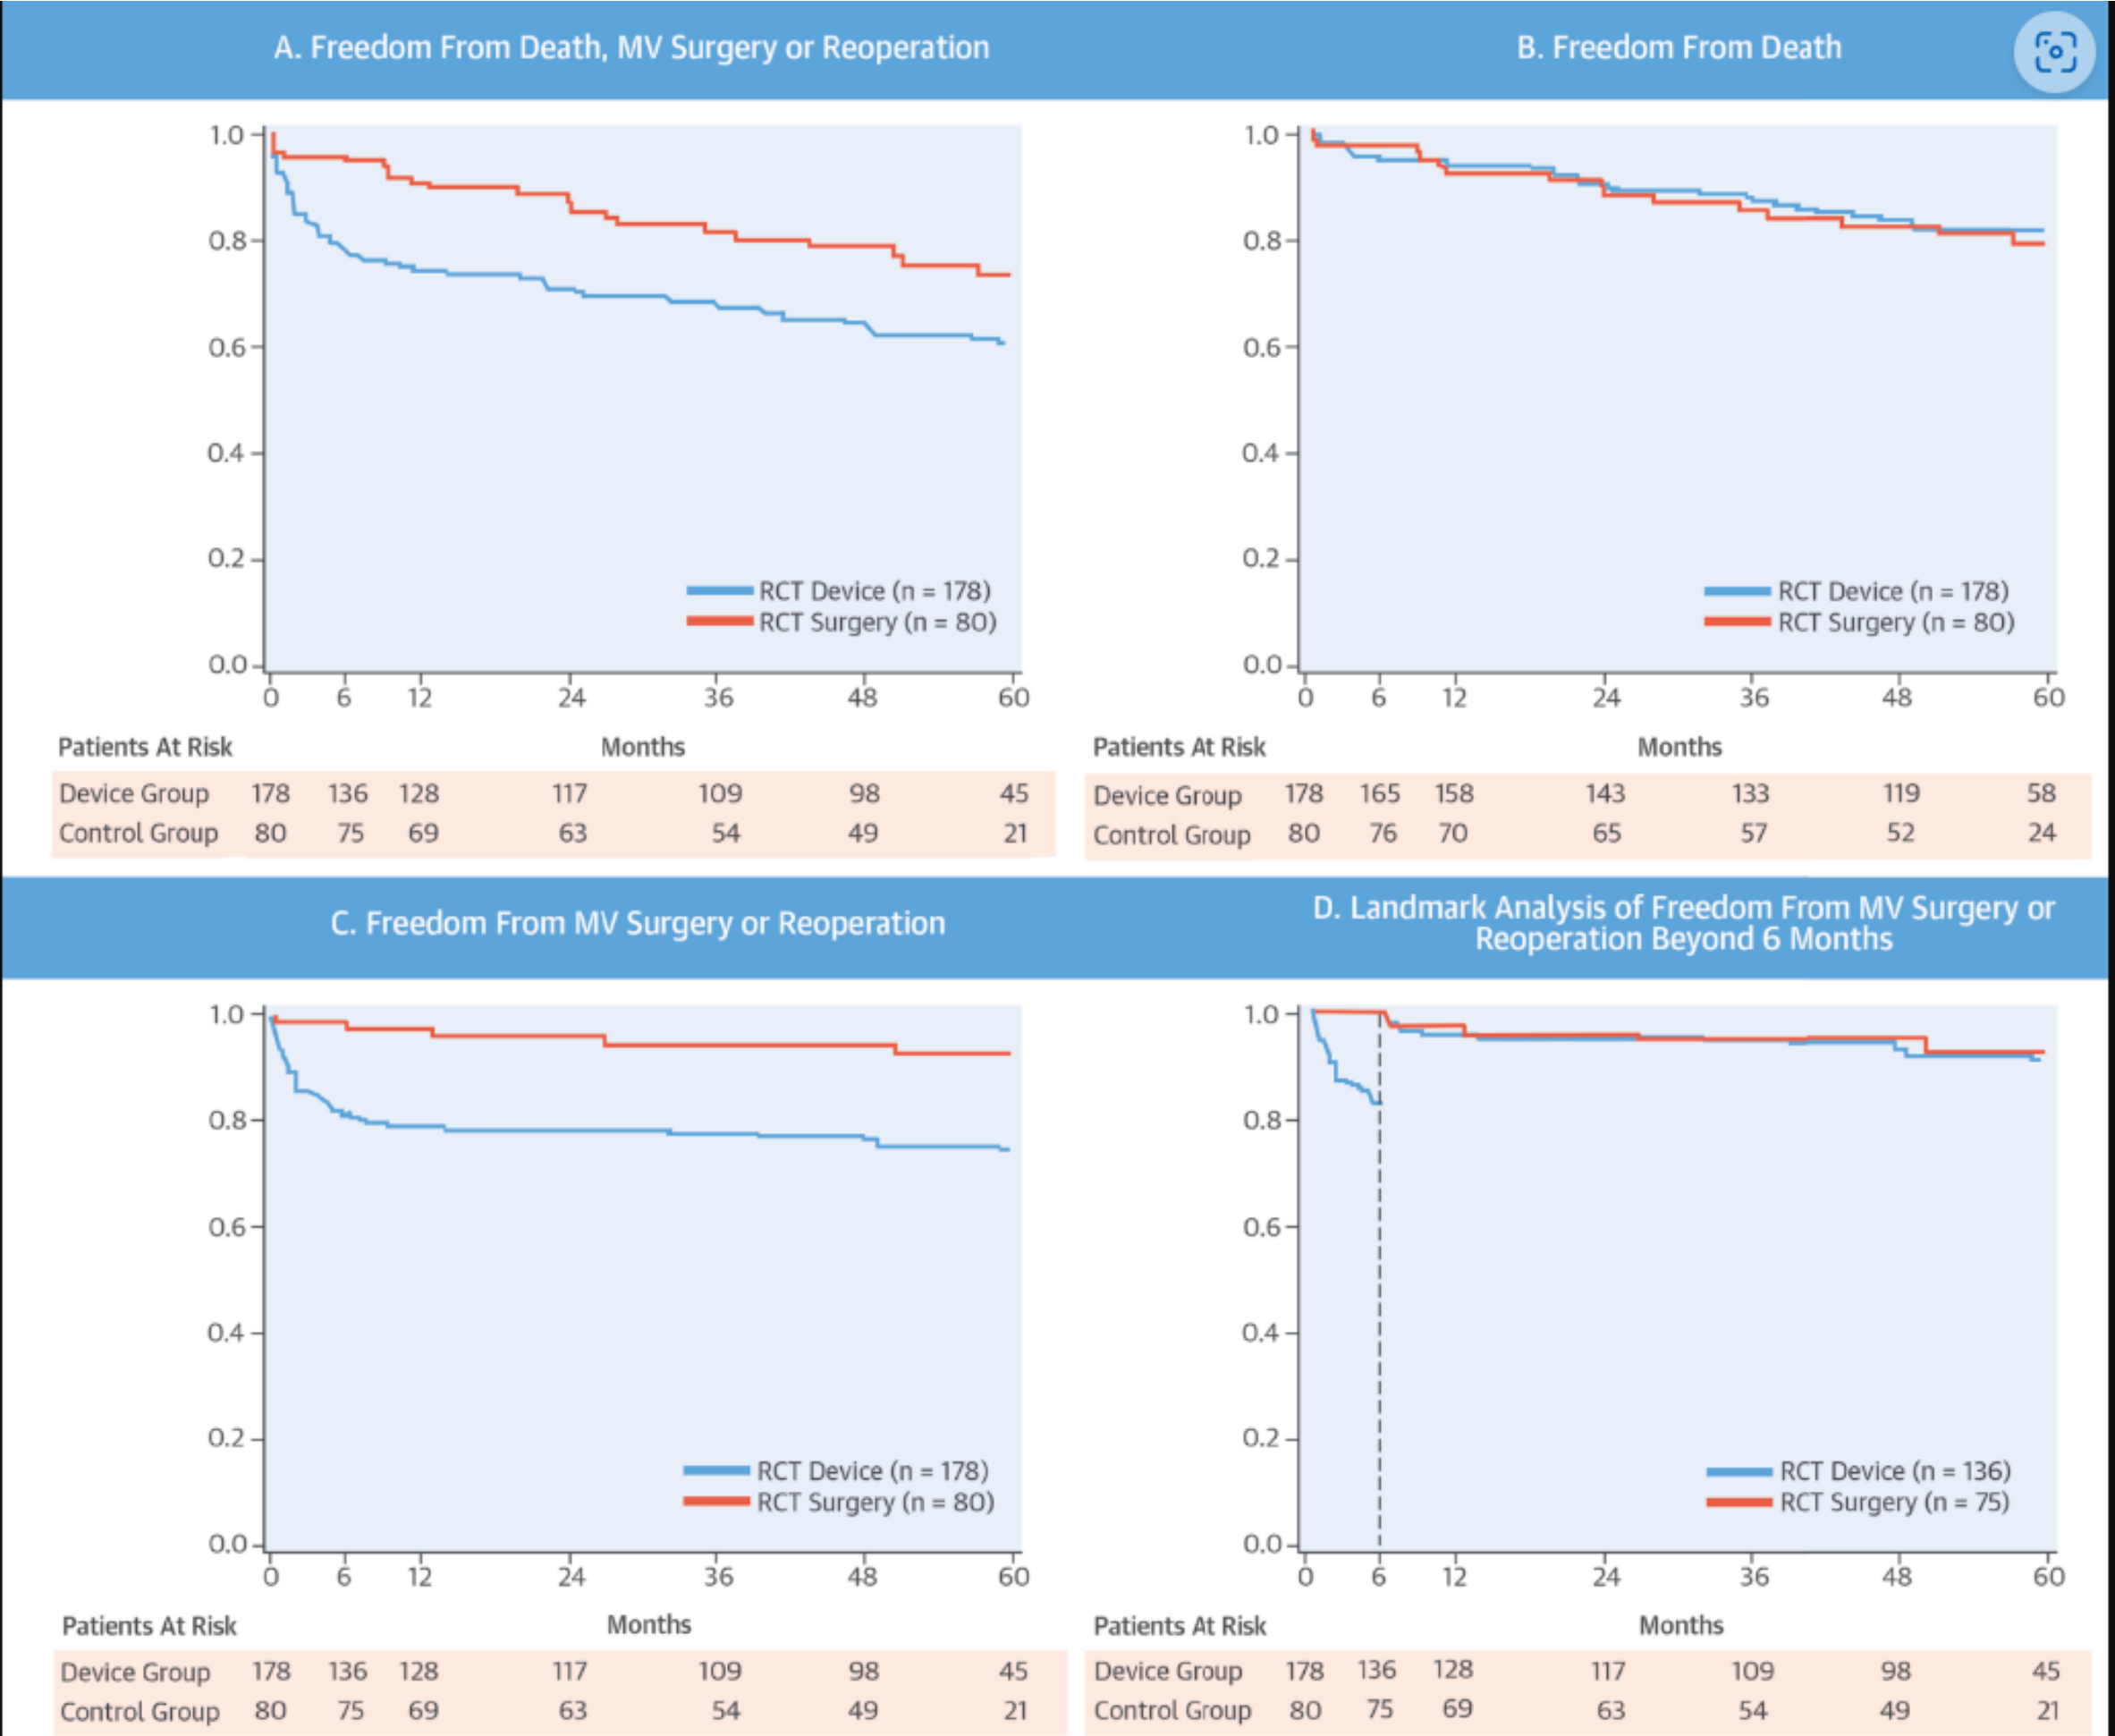 A. Freedom From Death, MV Surgery or Reoperation
1.0
0.8
0.6
0.4
0.2
0.0
RCT Device (n = 178)
RCT Surgery (n = 80)
0 6 12 24 36 48 60
Patients At Risk Months
Device Group 178 136 128 117 109 98 45
Control Group 80 75 69 63 54 49 21
B. Freedom From Death
1.0
0.8
0.6
0.4
0.2
0.0
RCT Device (n = 178)
RCT Surgery (n = 80)
0 6 12 24 36 48 60
Patients At Risk Months
Device Group 178 165 158 143 133 119 58
Control Group 80 76 70 65 57 52 24
C. Freedom From MV Surgery or Reoperation
1.0
0.8
0.6
0.4
0.2
0.0
RCT Device (n = 178)
RCT Surgery (n = 80)
0 6 12 24 36 48 60
Patients At Risk Months
Device Group 178 136 128 117 109 98 45
Control Group 80 75 69 63 54 49 21
D. Landmark Analysis of Freedom From MV Surgery or
Reoperation Beyond 6 Months
1.0
0.8
0.6
0.4
0.2
0.0
RCT Device (n = 136)
RCT Surgery (n = 75)
0 6 12 24 36 48 60
Patients At Risk Months
Device Group 178 136 128 117 109 98 45
Control Group 80 75 69 63 54 49 21